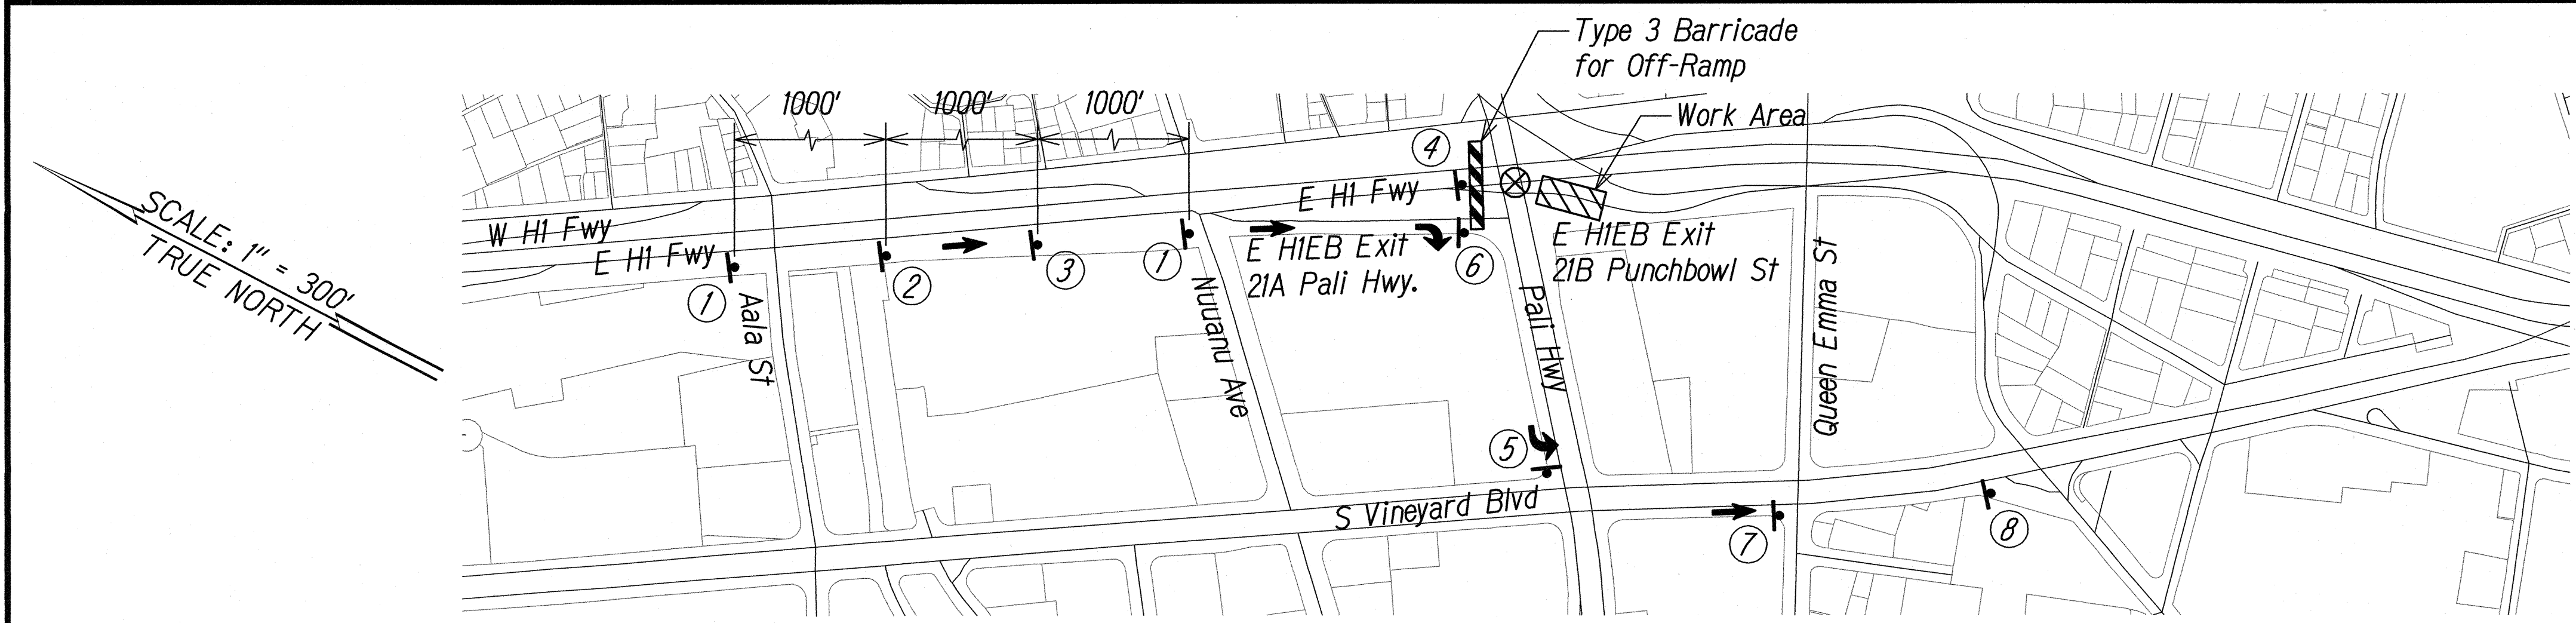 Type 3 Barricade
for Off-Ramp
1000'
1000'
1000'
Work Area
4
SCALE: 1" = 300'
TRUE NORTH
W H1 Fwy
E H1 Fwy
E H1 Fwy
E H1EB Exit
21A Pali Hwy.
E H1EB Exit
21B Punchbowl St
1
2
3
1
6
Aala St
Nuuanu Ave
Pali Hwy
Queen Emma St
5
S Vineyard Blvd
7
8